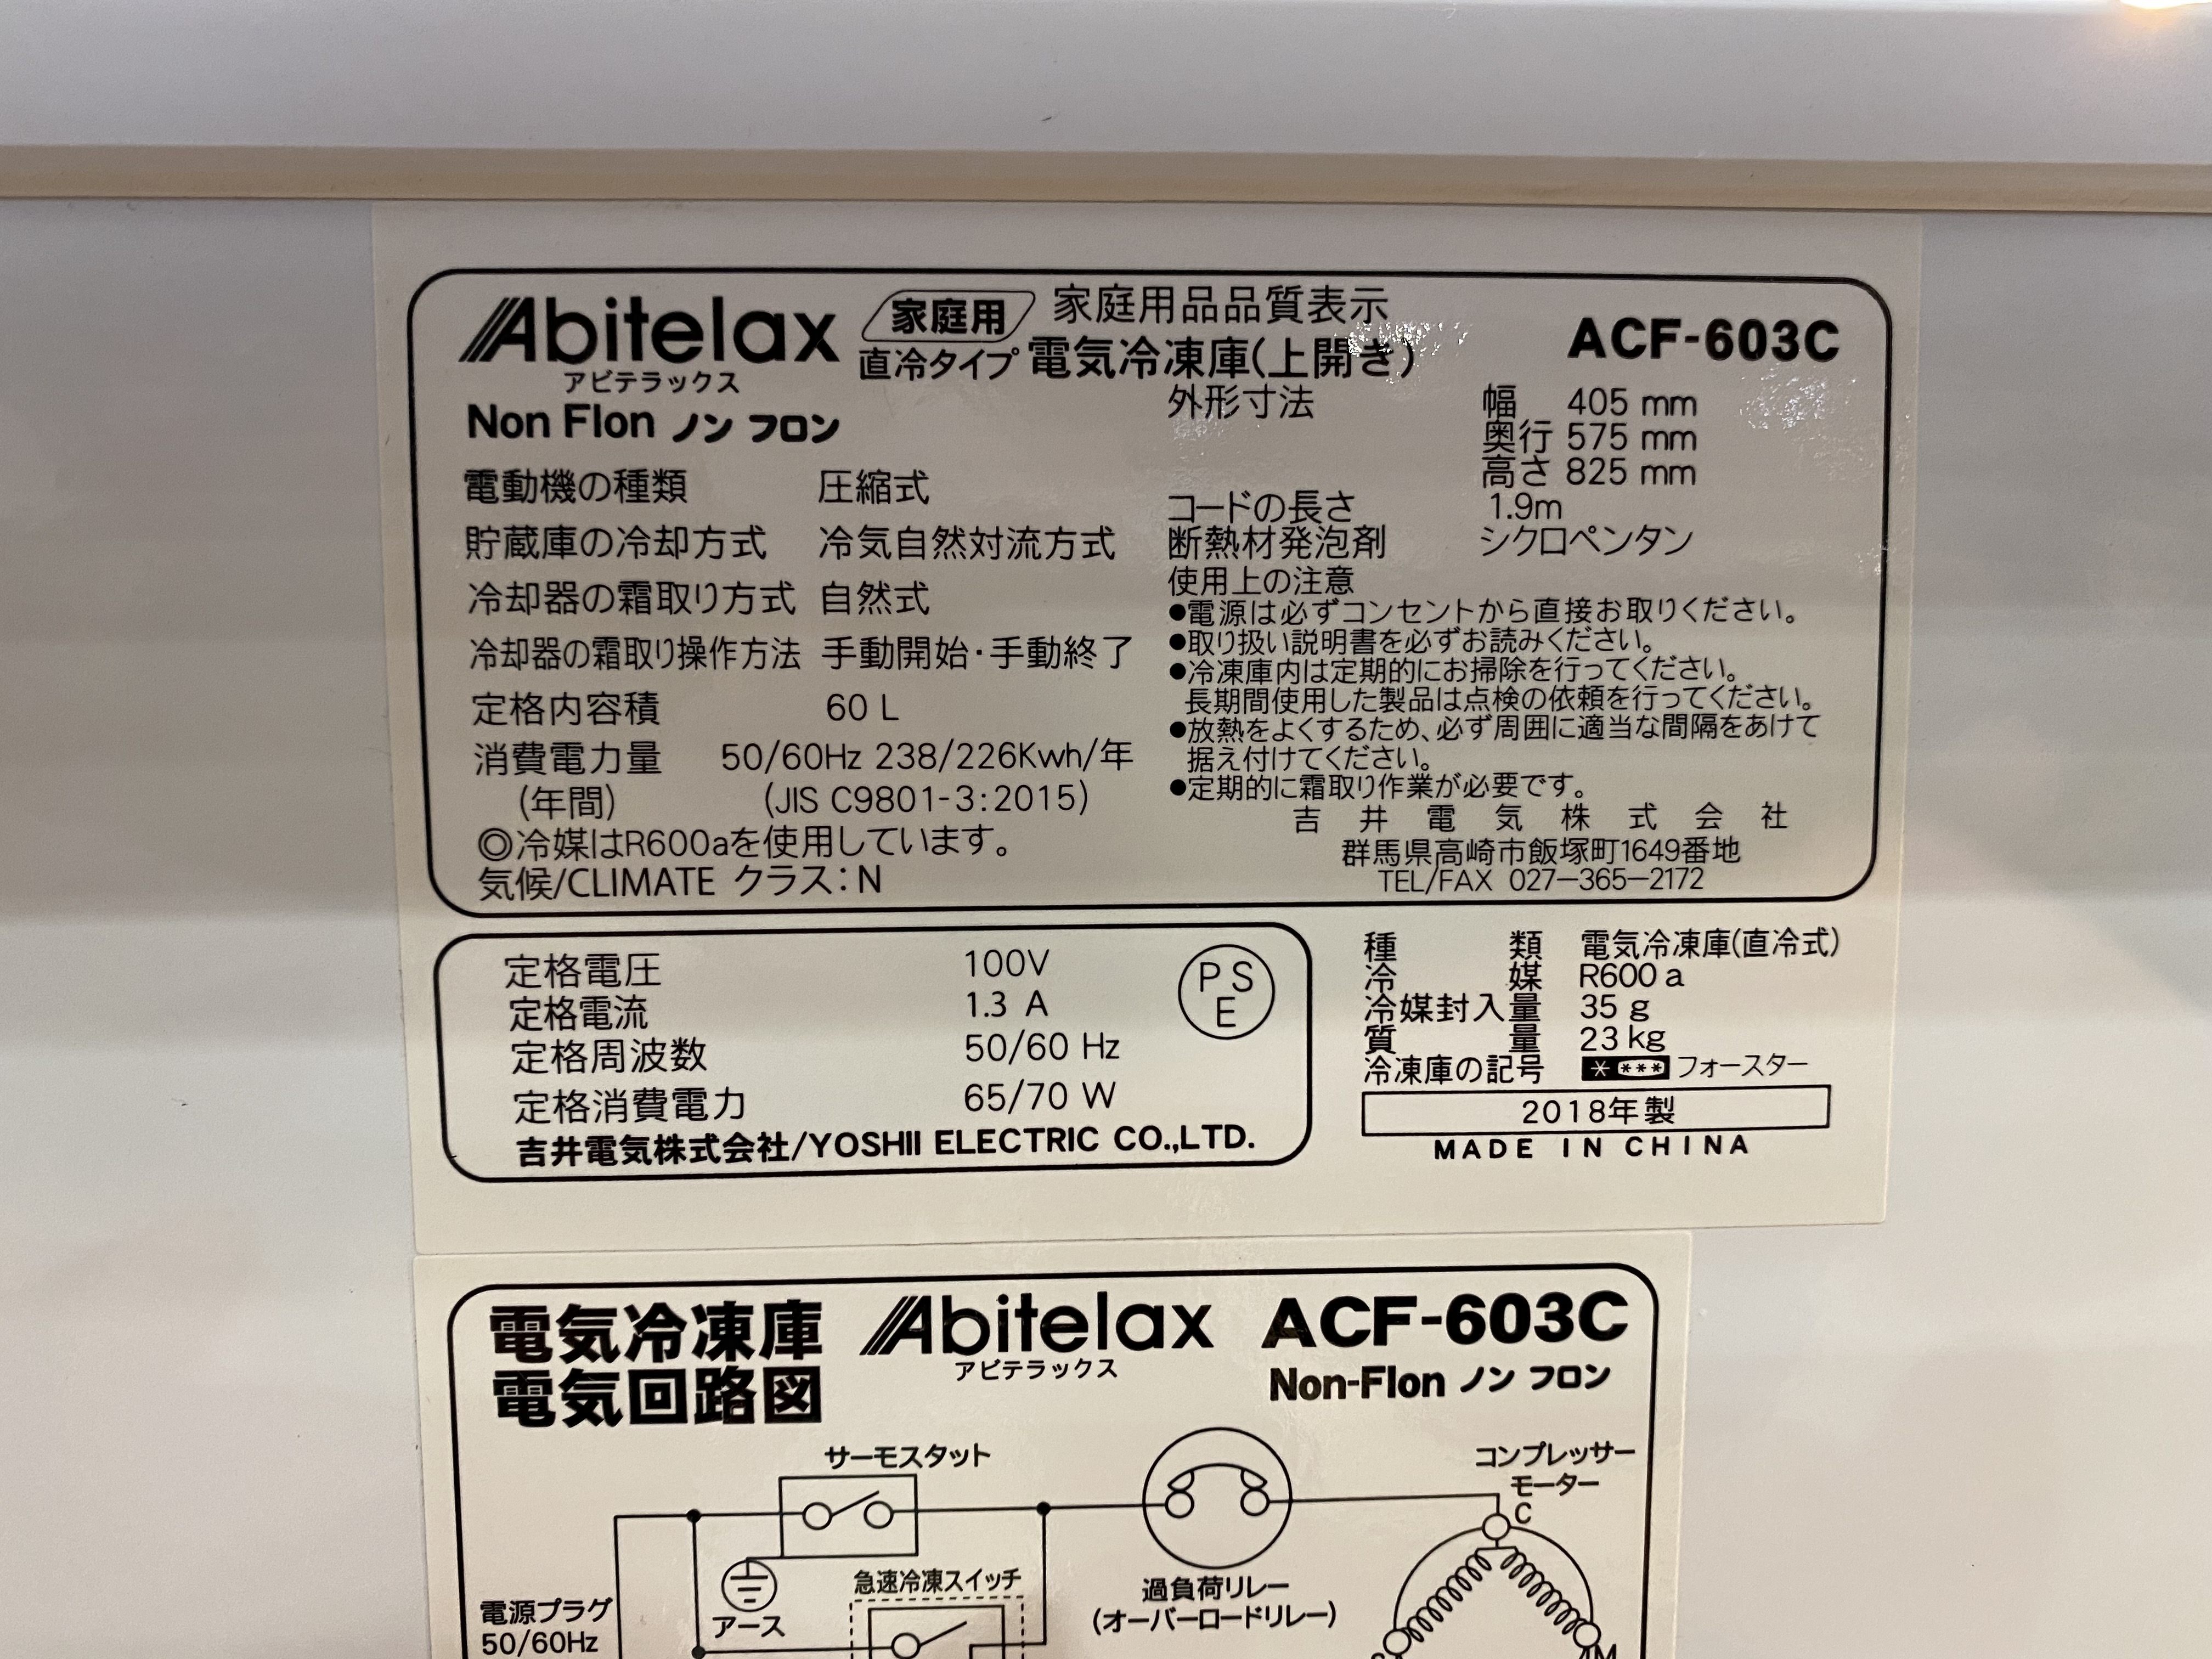 Abitelax 家庭用 家庭用品品質表示 ACF-603C
アビテラックス 直冷タイプ 電気冷凍庫(上開き)
Non Flon ノン フロン
電動機の種類 圧縮式
貯蔵庫の冷却方式 冷気自然対流方式
冷却器の霜取り方式 自然式
冷却器の霜取り操作方法 手動開始・手動終了
定格内容積 60 L
消費電力量 50/60Hz 238/226Kwh/年
(年間) (JIS C9801-3:2015)
◎冷媒はR600aを使用しています。
気候/CLIMATE クラス:N
外形寸法 幅 405 mm
奥行 575 mm
高さ 825 mm
コードの長さ 1.9m
断熱材発泡剤 シクロペンタン
使用上の注意
●電源は必ずコンセントから直接お取りください。
●取り扱い説明書を必ずお読みください。
●冷凍庫内は定期的にお掃除を行ってください。
長期間使用した製品は点検の依頼を行ってください。
●放熱をよくするため、必ず周囲に適当な間隔をあけて
据え付けてください。
●定期的に霜取り作業が必要です。
吉井電気株式会社
群馬県高崎市飯塚町1649番地
TEL/FAX 027-365-2172
定格電圧 100V
定格電流 1.3 A
定格周波数 50/60 Hz
定格消費電力 65/70 W
吉井電気株式会社/YOSHII ELECTRIC CO.,LTD.
PS
E
種類 電気冷凍庫(直冷式)
冷媒 R600a
冷媒封入量 35 g
質量 23 kg
冷凍庫の記号 * *** フォースター
2018年製
MADE IN CHINA
電気冷凍庫 Abitelax ACF-603C
アビテラックス
電気回路図 Non-Flon ノン フロン
サーモスタット
コンプレッサー
モーター
C
アース
急速冷凍スイッチ
過負荷リレー
(オーバーロードリレー)
電源プラグ
50/60Hz
M